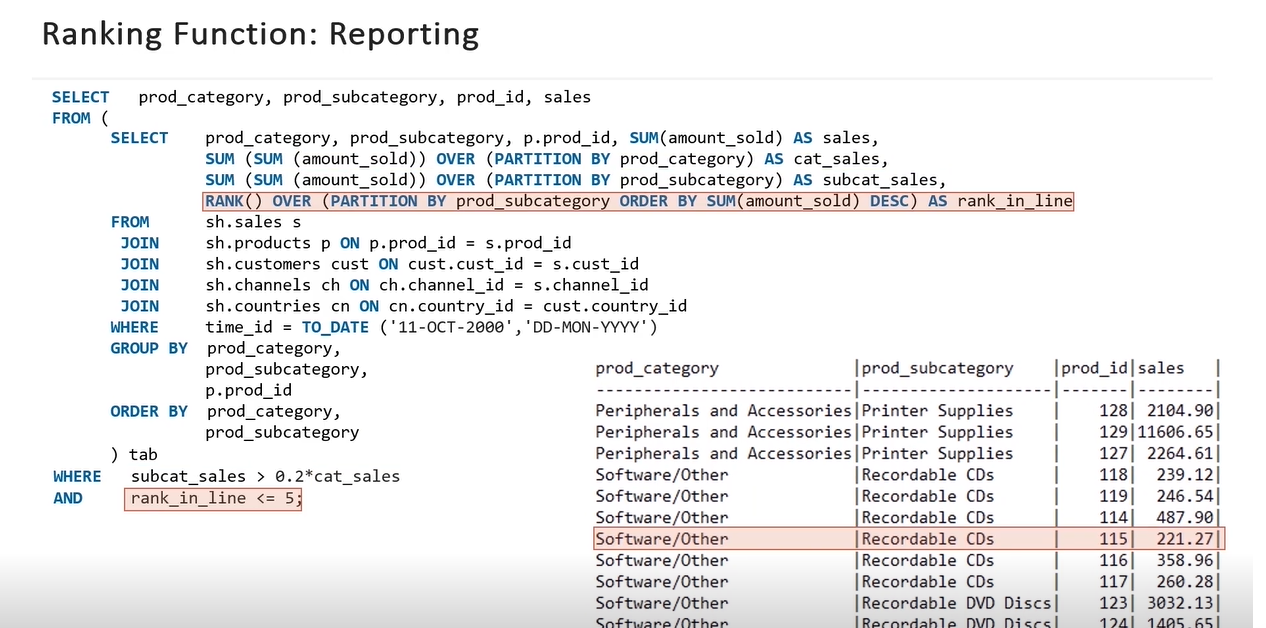 Ranking Function: Reporting
SELECT prod_category, prod_subcategory, prod_id, sales
FROM (
SELECT prod_category, prod_subcategory, p.prod_id, SUM(amount_sold) AS sales,
SUM (SUM (amount_sold)) OVER (PARTITION BY prod_category) AS cat_sales,
SUM (SUM (amount_sold)) OVER (PARTITION BY prod_subcategory) AS subcat_sales,
RANK() OVER (PARTITION BY prod_subcategory ORDER BY SUM(amount_sold) DESC) AS rank_in_line
FROM sh.sales s
JOIN sh.products p ON p.prod_id = s.prod_id
JOIN sh.customers cust ON cust.cust_id = s.cust_id
JOIN sh.channels ch ON ch.channel_id = s.channel_id
JOIN sh.countries cn ON cn.country_id = cust.country_id
WHERE time_id = TO_DATE ('11-OCT-2000','DD-MON-YYYY')
GROUP BY prod_category,
prod_subcategory,
p.prod_id
ORDER BY prod_category,
prod_subcategory
) tab
WHERE subcat_sales > 0.2*cat_sales
AND rank_in_line <= 5;
prod_category |prod_subcategory |prod_id|sales |
---------------------------|--------------------|-------|--------|
Peripherals and Accessories|Printer Supplies | 128| 2104.90|
Peripherals and Accessories|Printer Supplies | 129|11606.65|
Peripherals and Accessories|Printer Supplies | 127| 2264.61|
Software/Other |Recordable CDs | 118| 239.12|
Software/Other |Recordable CDs | 119| 246.54|
Software/Other |Recordable CDs | 114| 487.90|
Software/Other |Recordable CDs | 115| 221.27|
Software/Other |Recordable CDs | 116| 358.96|
Software/Other |Recordable CDs | 117| 260.28|
Software/Other |Recordable DVD Discs| 123| 3032.13|
Software/Other |Recordable DVD Discs| 124| 1405.65|